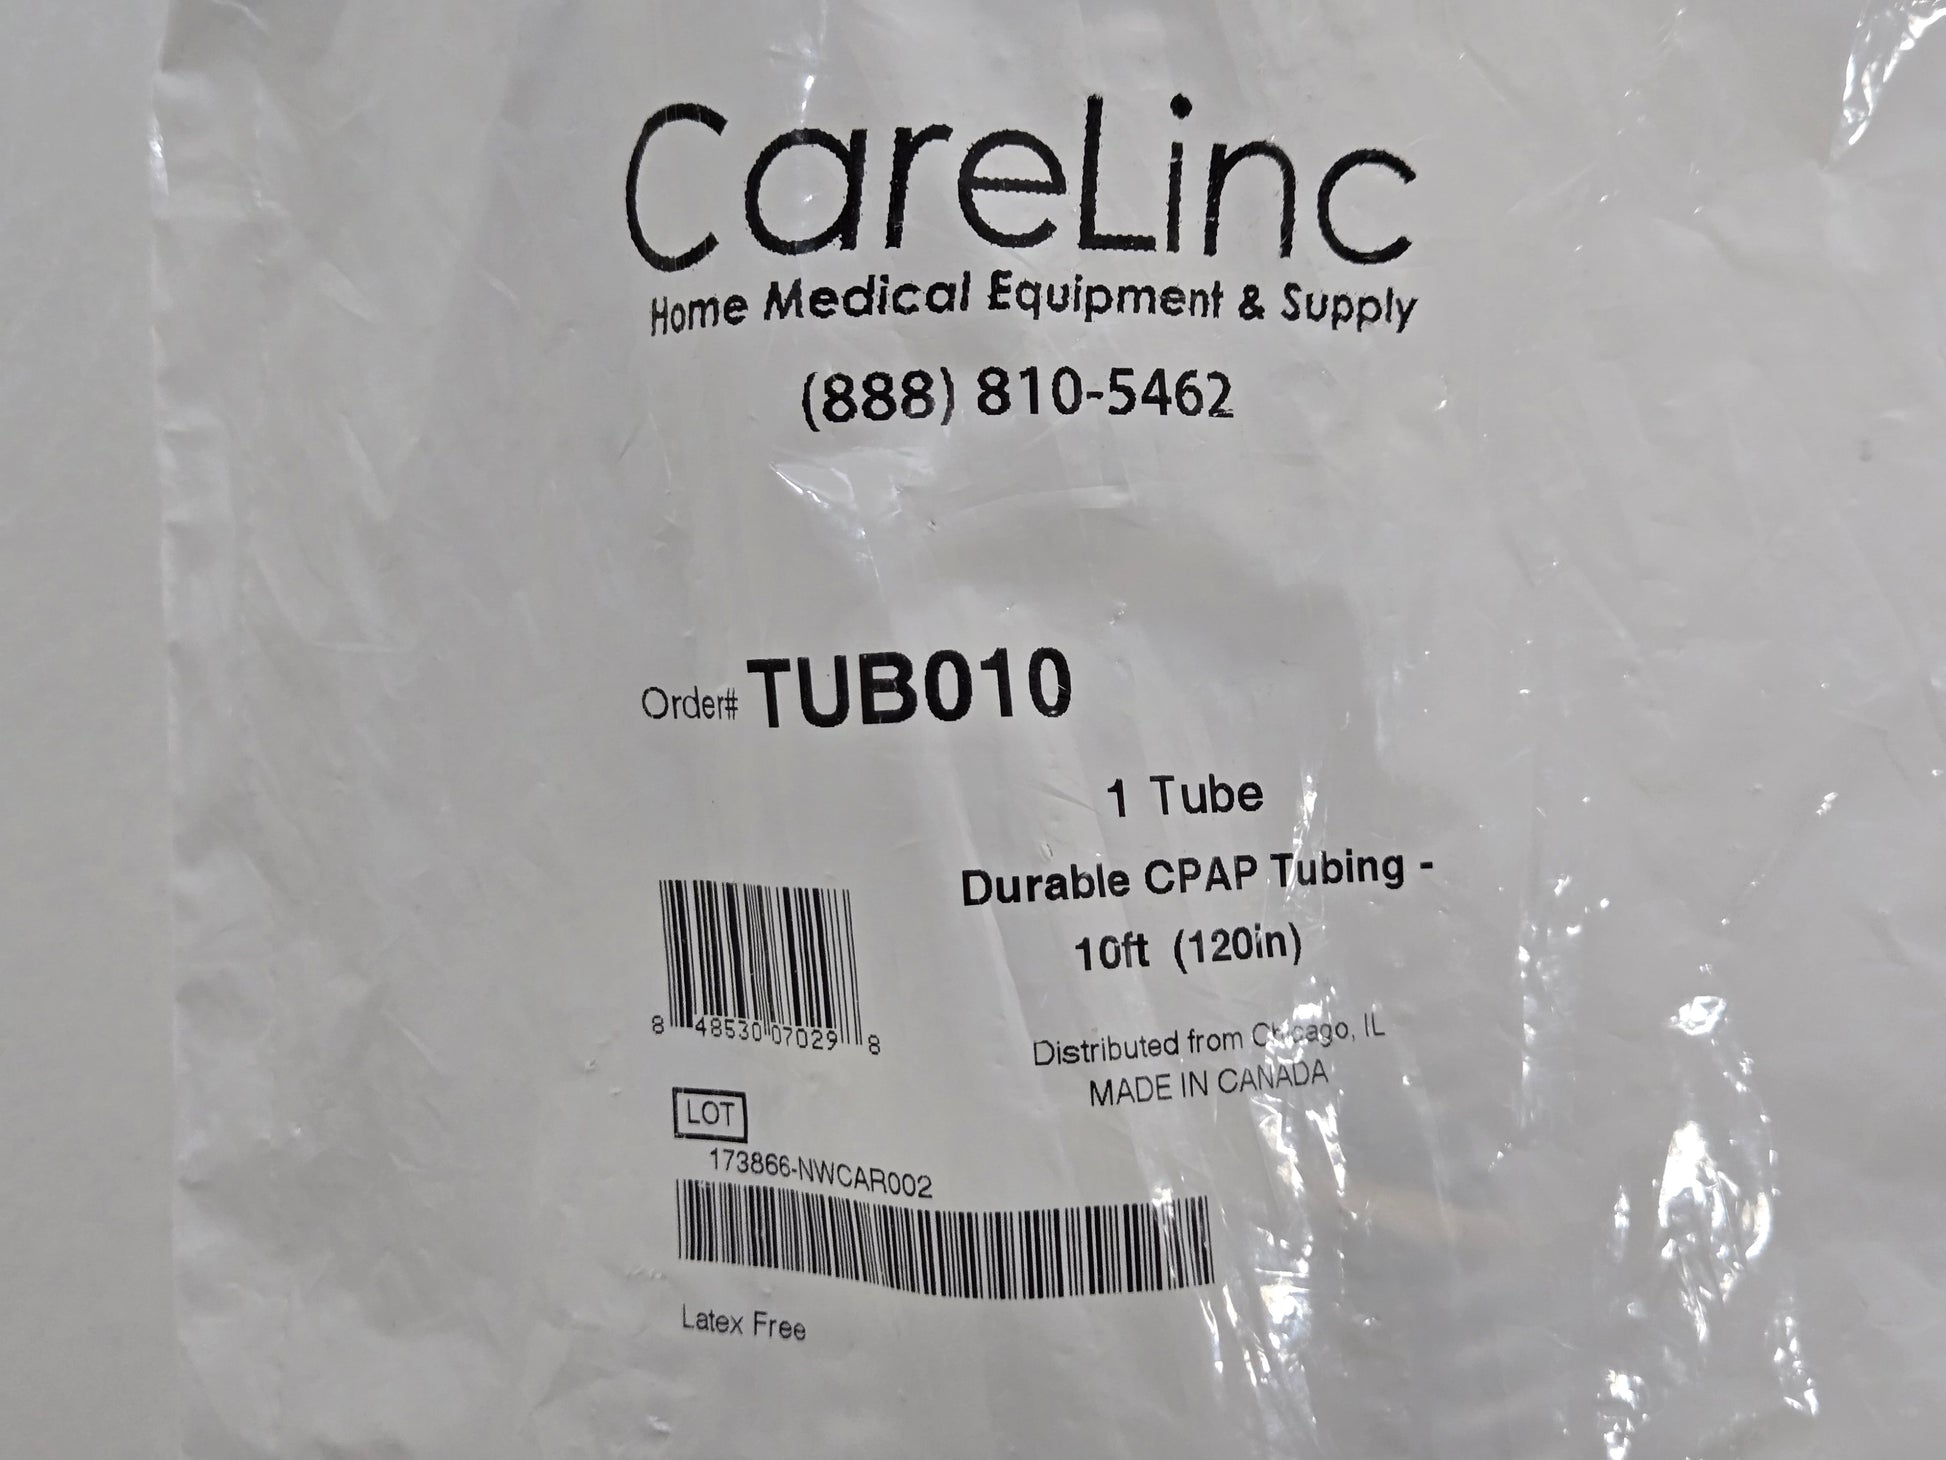 CareLinc
Home Medical Equipment & Supply
(888) 810-5462
Order# TUB010
1 Tube
Durable CPAP Tubing -
10ft (120in)
8 48530 07029 8
Distributed from Chicago, IL
MADE IN CANADA
LOT
173866-NWCAR002
Latex Free